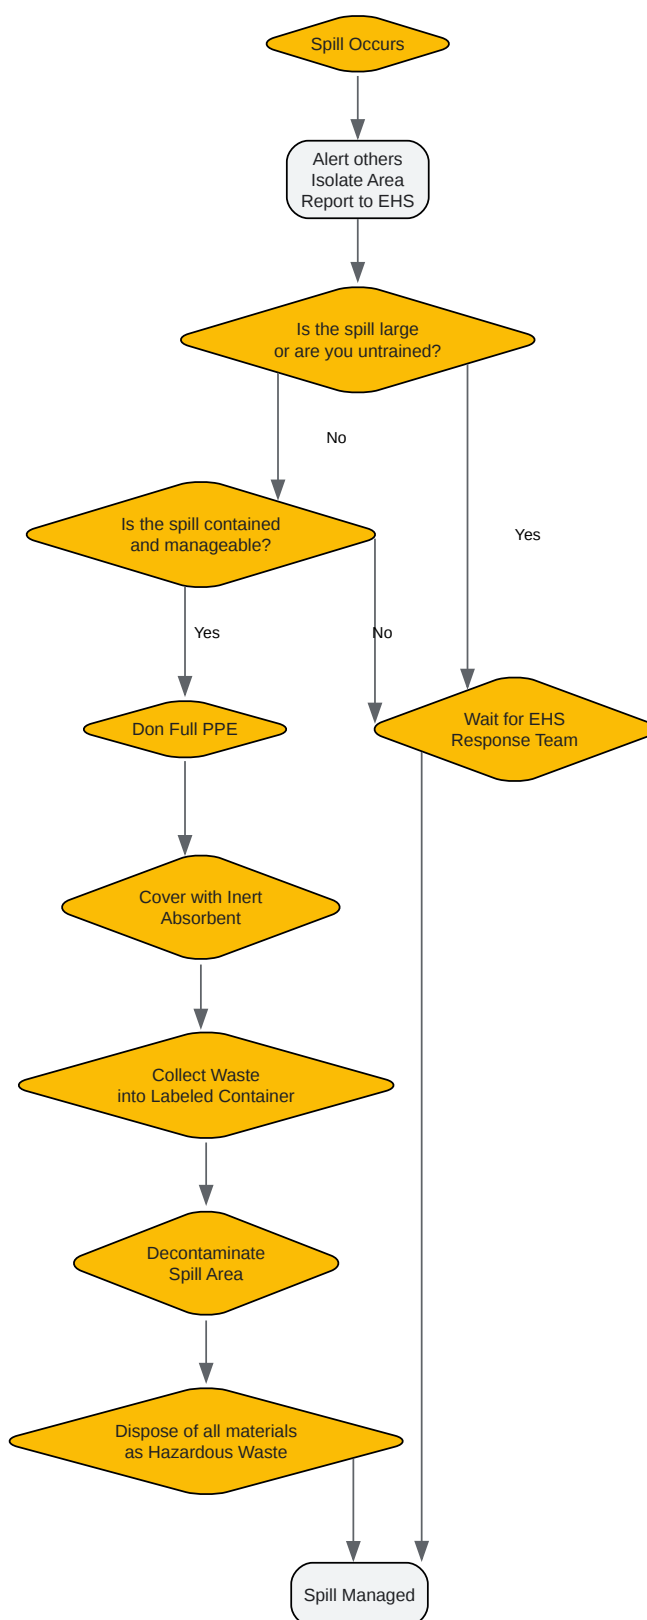 Spill Occurs
Alert others
Isolate Area
Report to EHS
Is the spill large
or are you untrained?
No
Is the spill contained
and manageable?
Yes
Yes
No
Don Full PPE
Wait for EHS
Response Team
Cover with Inert
Absorbent
Collect Waste
into Labeled Container
Decontaminate
Spill Area
Dispose of all materials
as Hazardous Waste
Spill Managed